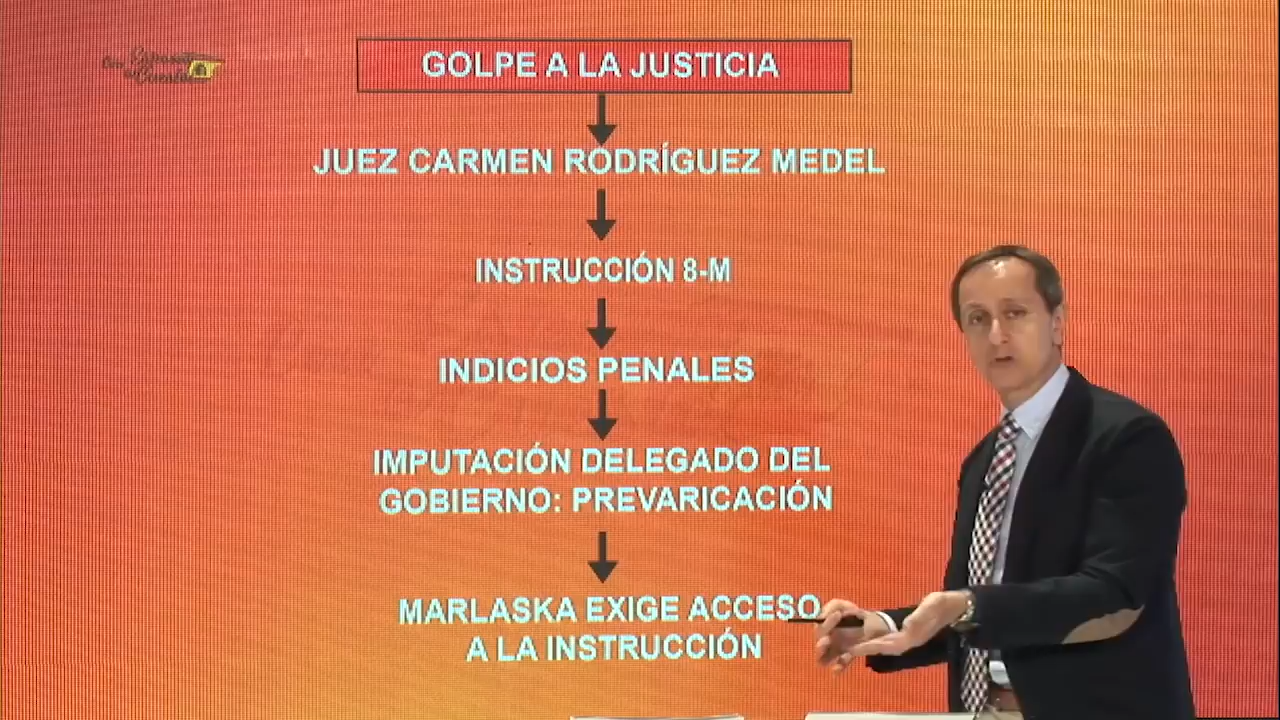 GOLPE A LA JUSTICIA
JUEZ CARMEN RODRÍGUEZ MEDEL
INSTRUCCIÓN 8-M
INDICIOS PENALES
IMPUTACIÓN DELEGADO DEL
GOBIERNO: PREVARICACIÓN
MARLASKA EXIGE ACCESO
A LA INSTRUCCIÓN